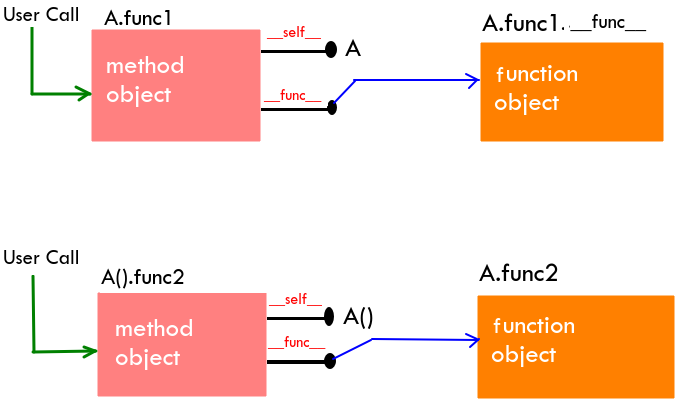 User Call
A.func1
A.func1.__func__
__self__
A
method
object
__func__
function
object
User Call
A().func2
A.func2
__self__
A()
method
object
__func__
function
object